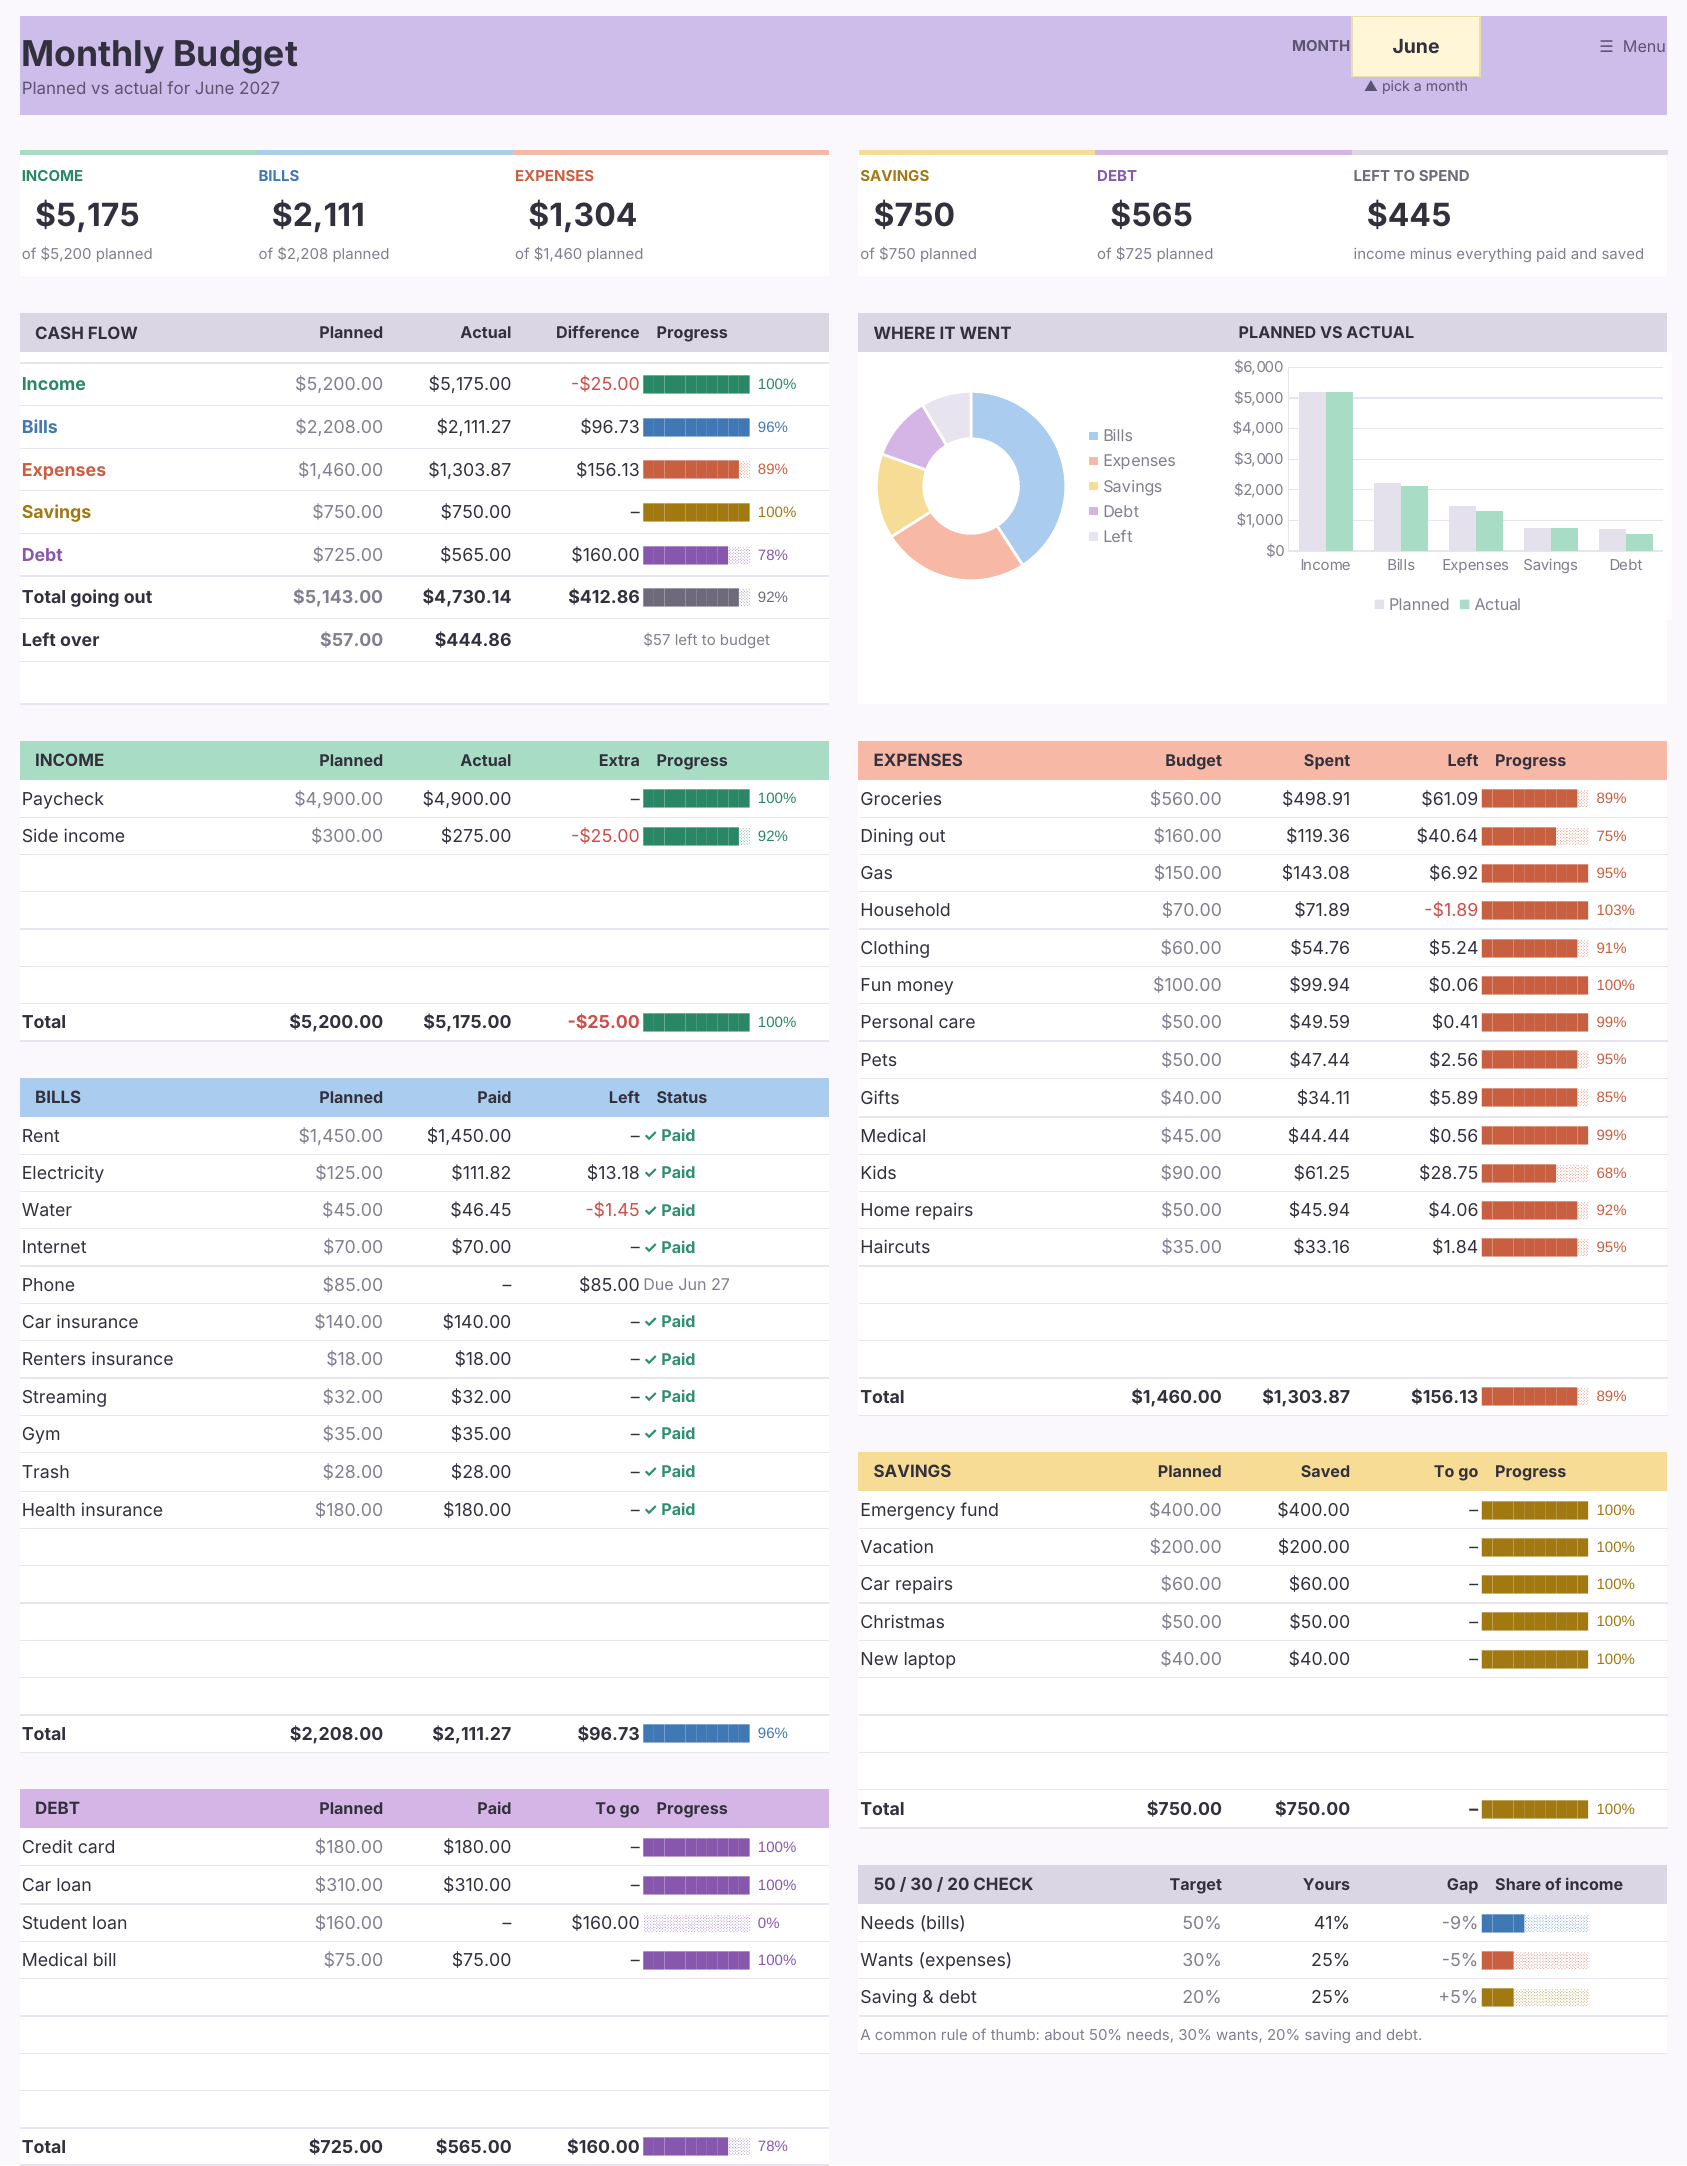 Monthly Budget
Planned vs actual for June 2027
MONTH June ☰ Menu
▲ pick a month
INCOME BILLS EXPENSES
$5,175 $2,111 $1,304
of $5,200 planned of $2,208 planned of $1,460 planned
SAVINGS DEBT LEFT TO SPEND
$750 $565 $445
of $750 planned of $725 planned income minus everything paid and saved
CASH FLOW Planned Actual Difference Progress
Income $5,200.00 $5,175.00 -$25.00 100%
Bills $2,208.00 $2,111.27 $96.73 96%
Expenses $1,460.00 $1,303.87 $156.13 89%
Savings $750.00 $750.00 – 100%
Debt $725.00 $565.00 $160.00 78%
Total going out $5,143.00 $4,730.14 $412.86 92%
Left over $57.00 $444.86 $57 left to budget
WHERE IT WENT
Bills
Expenses
Savings
Debt
Left
PLANNED VS ACTUAL
$6,000
$5,000
$4,000
$3,000
$2,000
$1,000
$0
Income Bills Expenses Savings Debt
Planned Actual
INCOME Planned Actual Extra Progress
Paycheck $4,900.00 $4,900.00 – 100%
Side income $300.00 $275.00 -$25.00 92%
Total $5,200.00 $5,175.00 -$25.00 100%
BILLS Planned Paid Left Status
Rent $1,450.00 $1,450.00 – ✓ Paid
Electricity $125.00 $111.82 $13.18 ✓ Paid
Water $45.00 $46.45 -$1.45 ✓ Paid
Internet $70.00 $70.00 – ✓ Paid
Phone $85.00 – $85.00 Due Jun 27
Car insurance $140.00 $140.00 – ✓ Paid
Renters insurance $18.00 $18.00 – ✓ Paid
Streaming $32.00 $32.00 – ✓ Paid
Gym $35.00 $35.00 – ✓ Paid
Trash $28.00 $28.00 – ✓ Paid
Health insurance $180.00 $180.00 – ✓ Paid
Total $2,208.00 $2,111.27 $96.73 96%
DEBT Planned Paid To go Progress
Credit card $180.00 $180.00 – 100%
Car loan $310.00 $310.00 – 100%
Student loan $160.00 – $160.00 0%
Medical bill $75.00 $75.00 – 100%
Total $725.00 $565.00 $160.00 78%
EXPENSES Budget Spent Left Progress
Groceries $560.00 $498.91 $61.09 89%
Dining out $160.00 $119.36 $40.64 75%
Gas $150.00 $143.08 $6.92 95%
Household $70.00 $71.89 -$1.89 103%
Clothing $60.00 $54.76 $5.24 91%
Fun money $100.00 $99.94 $0.06 100%
Personal care $50.00 $49.59 $0.41 99%
Pets $50.00 $47.44 $2.56 95%
Gifts $40.00 $34.11 $5.89 85%
Medical $45.00 $44.44 $0.56 99%
Kids $90.00 $61.25 $28.75 68%
Home repairs $50.00 $45.94 $4.06 92%
Haircuts $35.00 $33.16 $1.84 95%
Total $1,460.00 $1,303.87 $156.13 89%
SAVINGS Planned Saved To go Progress
Emergency fund $400.00 $400.00 – 100%
Vacation $200.00 $200.00 – 100%
Car repairs $60.00 $60.00 – 100%
Christmas $50.00 $50.00 – 100%
New laptop $40.00 $40.00 – 100%
Total $750.00 $750.00 – 100%
50 / 30 / 20 CHECK Target Yours Gap Share of income
Needs (bills) 50% 41% -9%
Wants (expenses) 30% 25% -5%
Saving & debt 20% 25% +5%
A common rule of thumb: about 50% needs, 30% wants, 20% saving and debt.